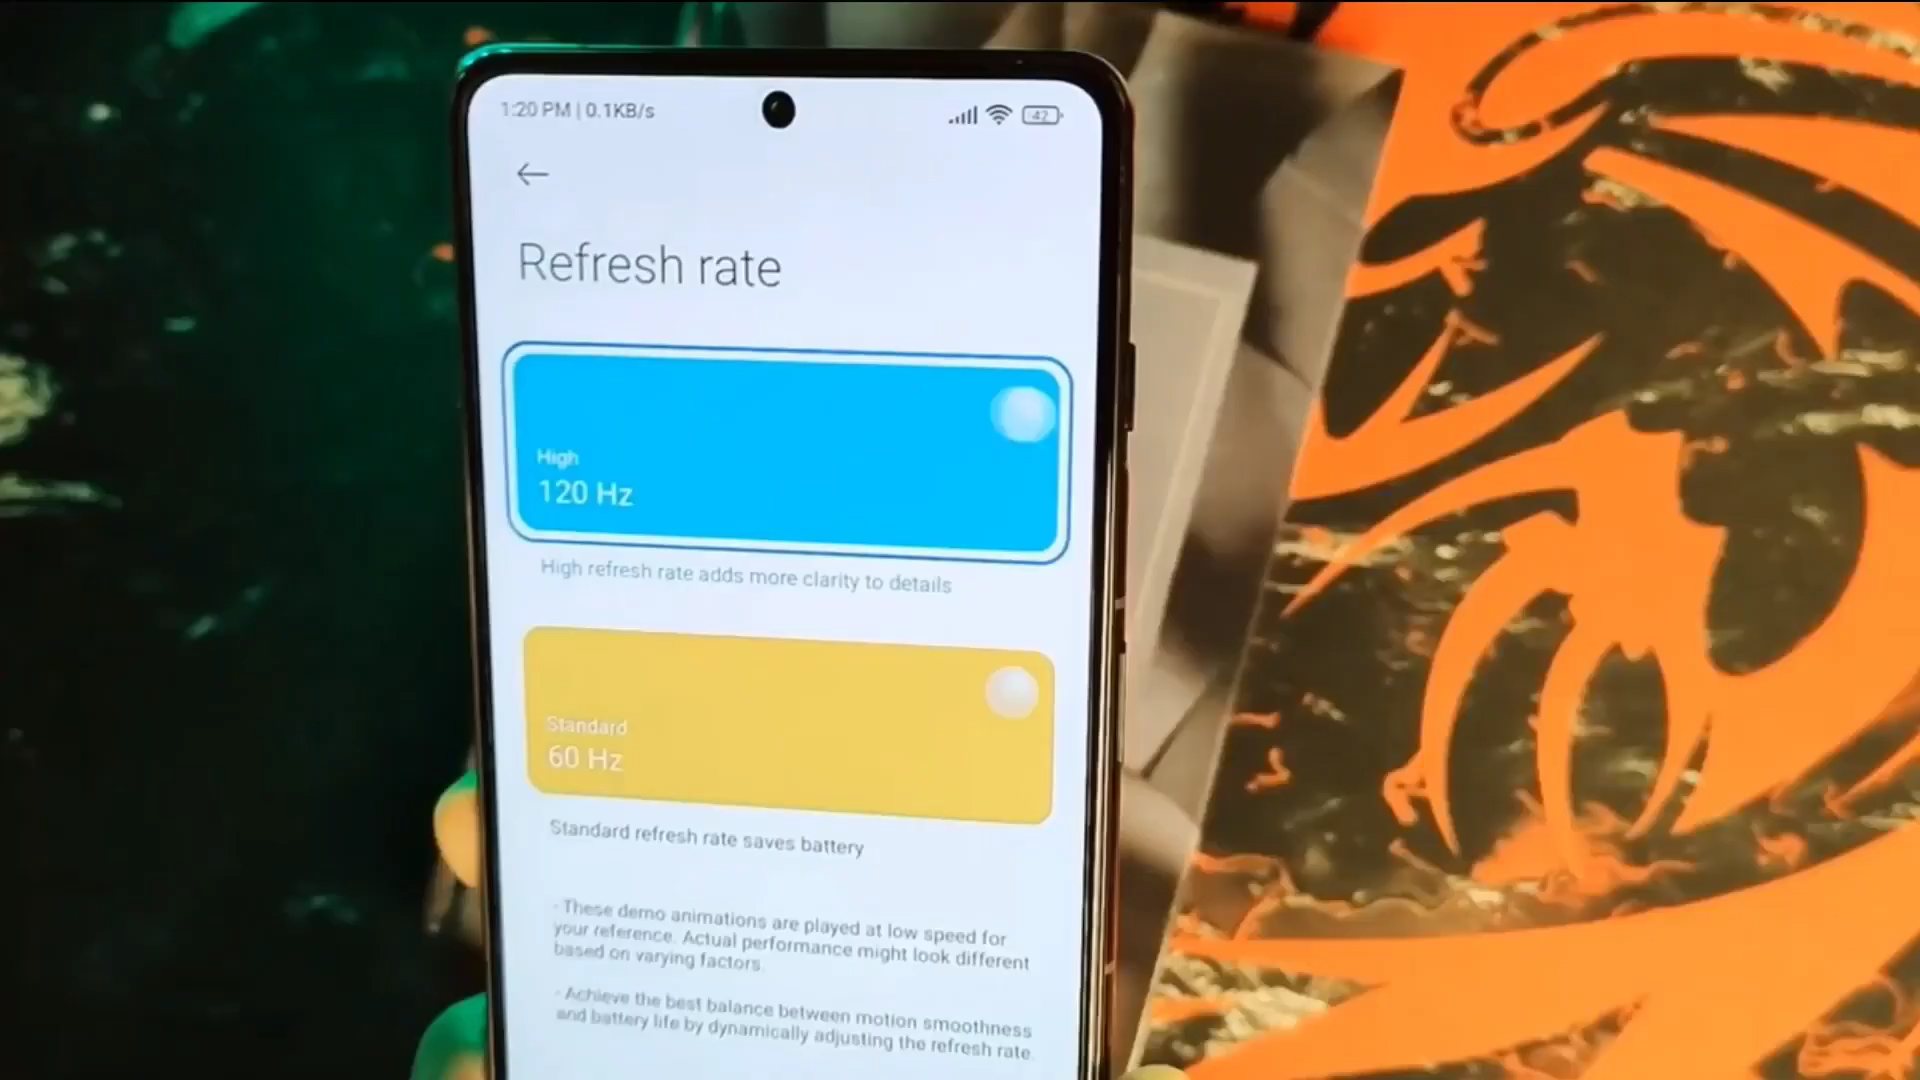 1:20 PM | 0.1KB/s
42
Refresh rate
High
120 Hz
High refresh rate adds more clarity to details
Standard
60 Hz
Standard refresh rate saves battery
- These demo animations are played at low speed for
your reference. Actual performance might look different
based on varying factors.
- Achieve the best balance between motion smoothness
and battery life by dynamically adjusting the refresh rate.